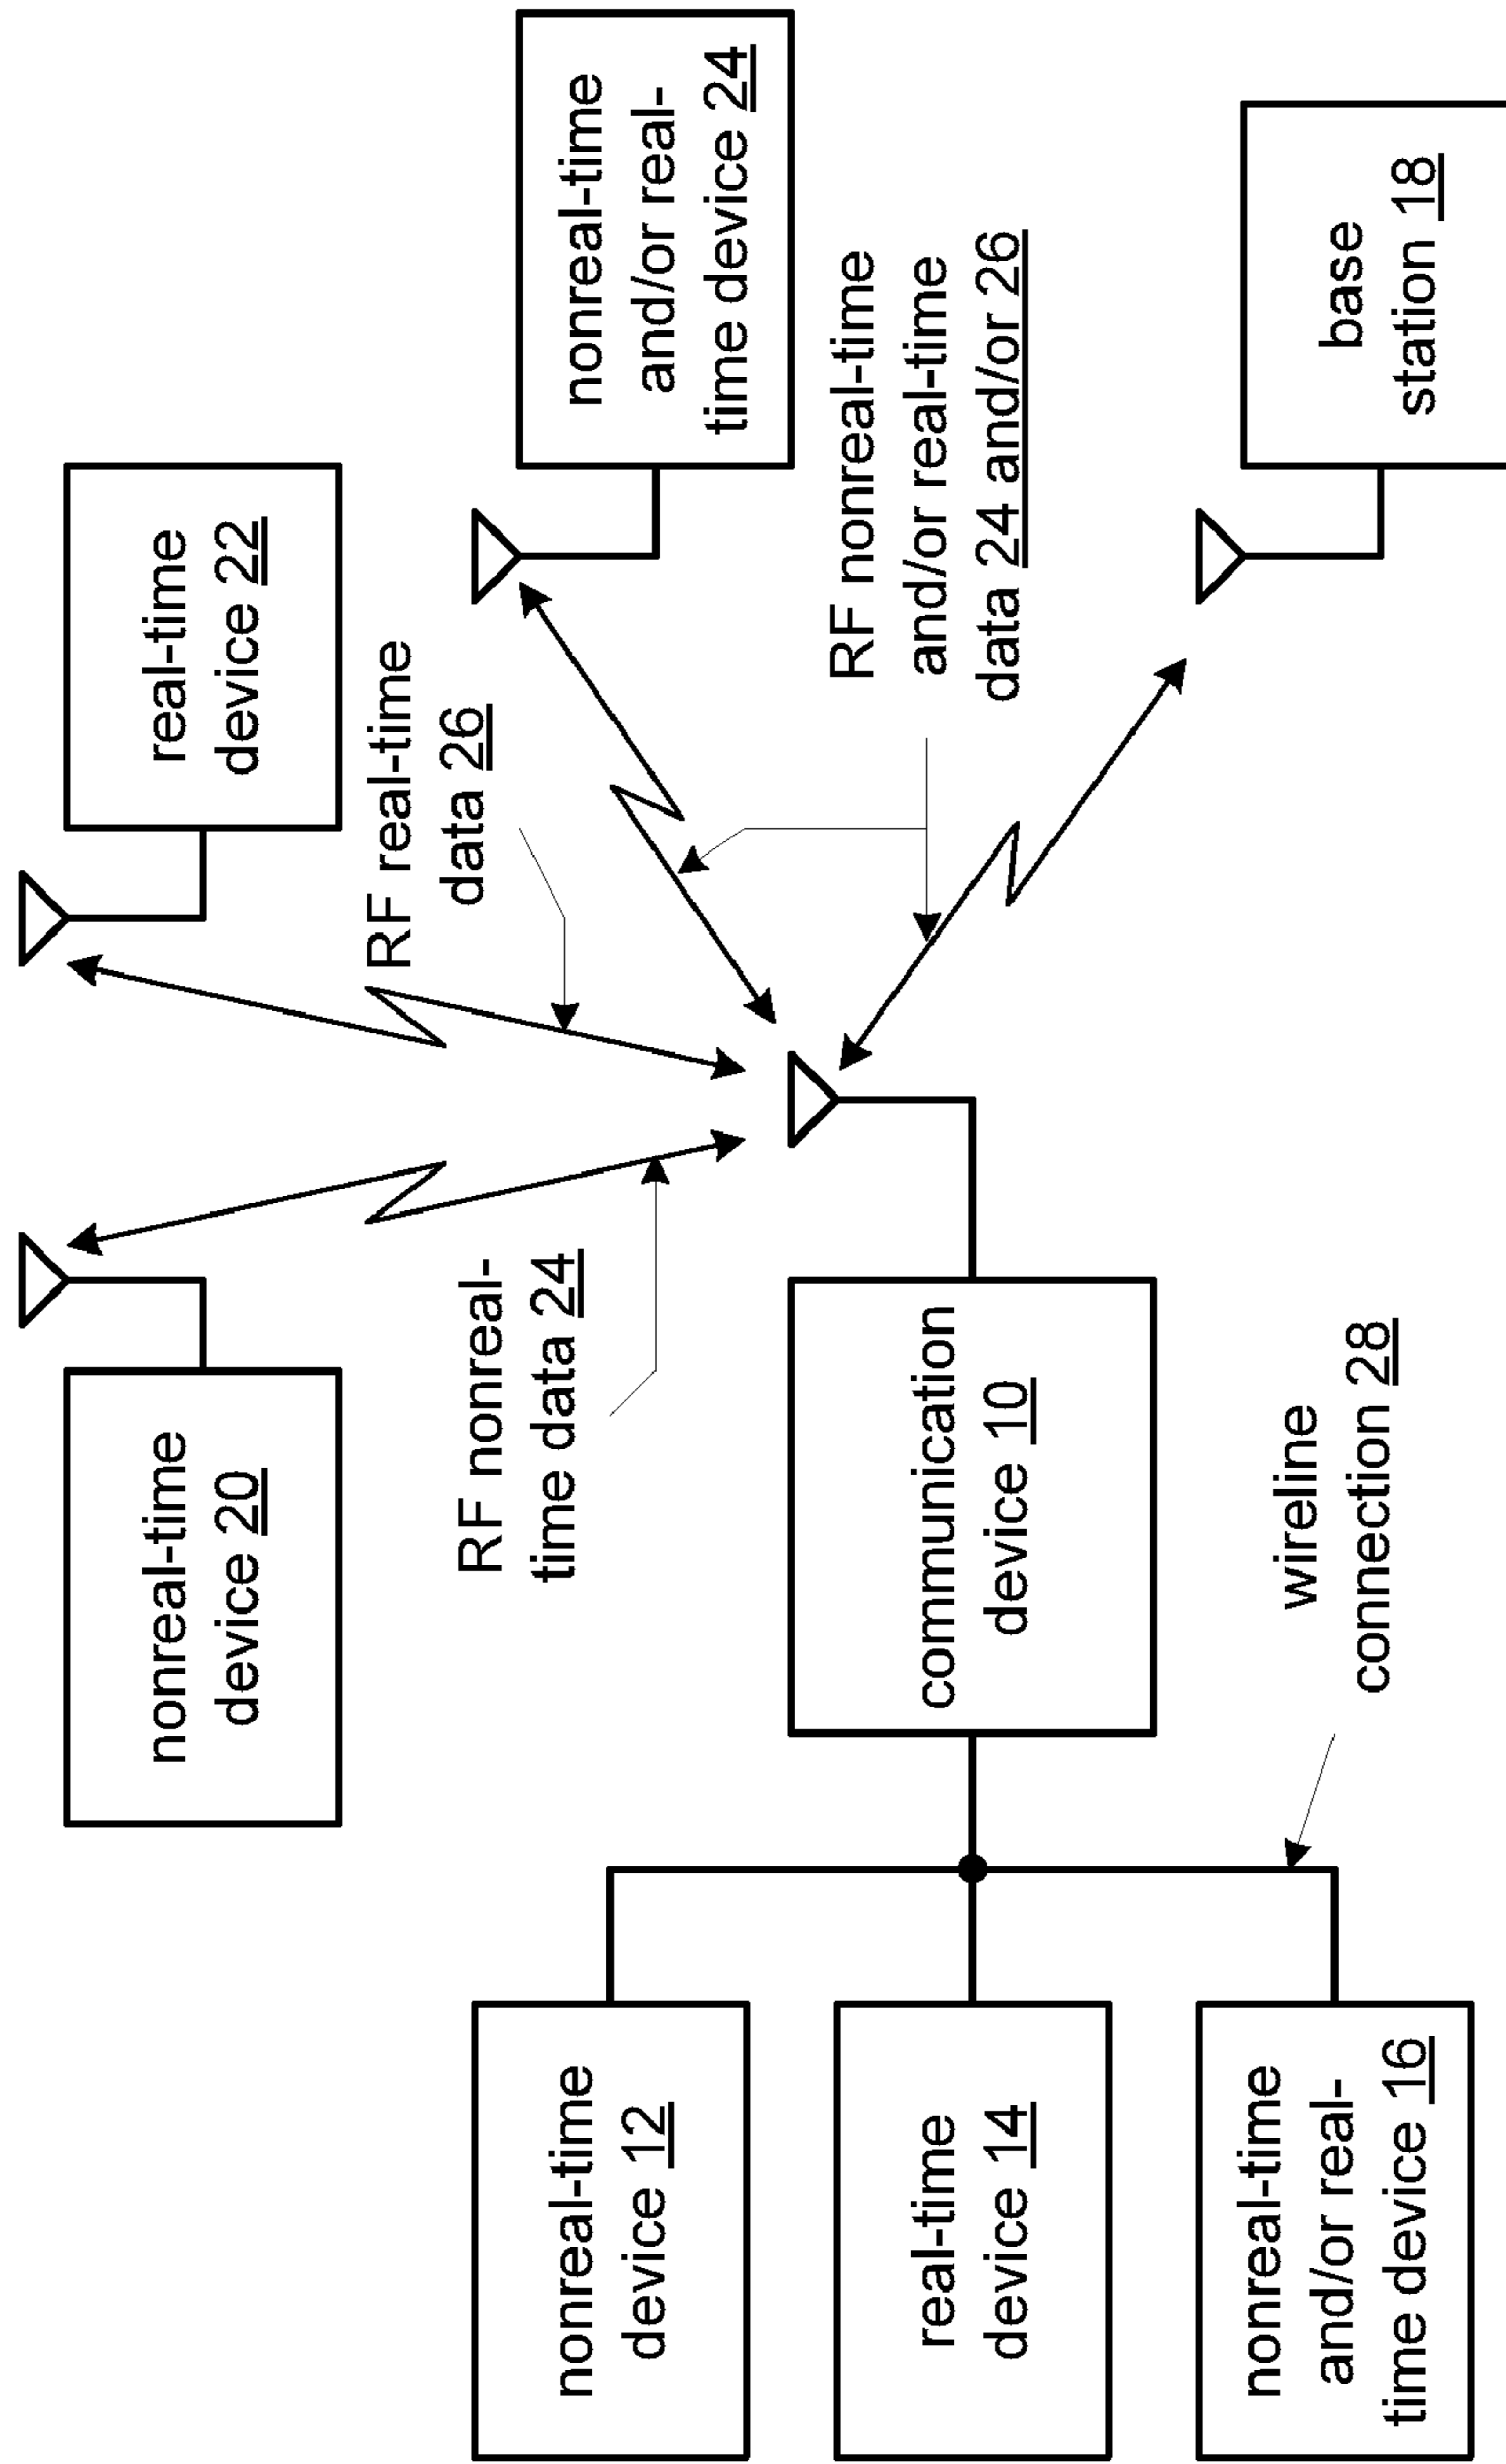 nonreal-time
device 20
real-time
device 22
RF real-time
data 26
nonreal-time
and/or real-
time device 24
RF nonreal-
time data 24
nonreal-time
device 12
communication
device 10
RF nonreal-time
and/or real-time
data 24 and/or 26
real-time
device 14
wireline
connection 28
base
station 18
nonreal-time
and/or real-
time device 16